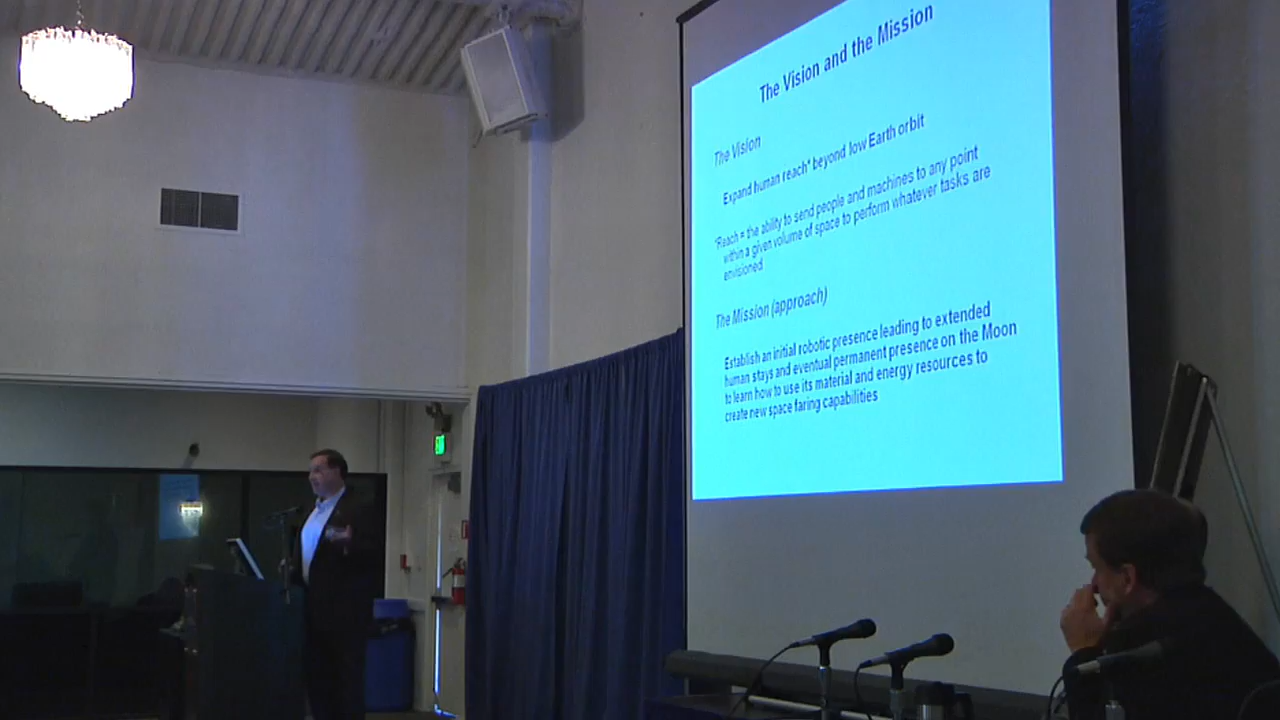 The Vision and the Mission
The Vision
Expand human reach* beyond low Earth orbit
*Reach = the ability to send people and machines to any point
within a given volume of space to perform whatever tasks are
envisioned
The Mission (approach)
Establish an initial robotic presence leading to extended
human stays and eventual permanent presence on the Moon
to learn how to use its material and energy resources to
create new space faring capabilities